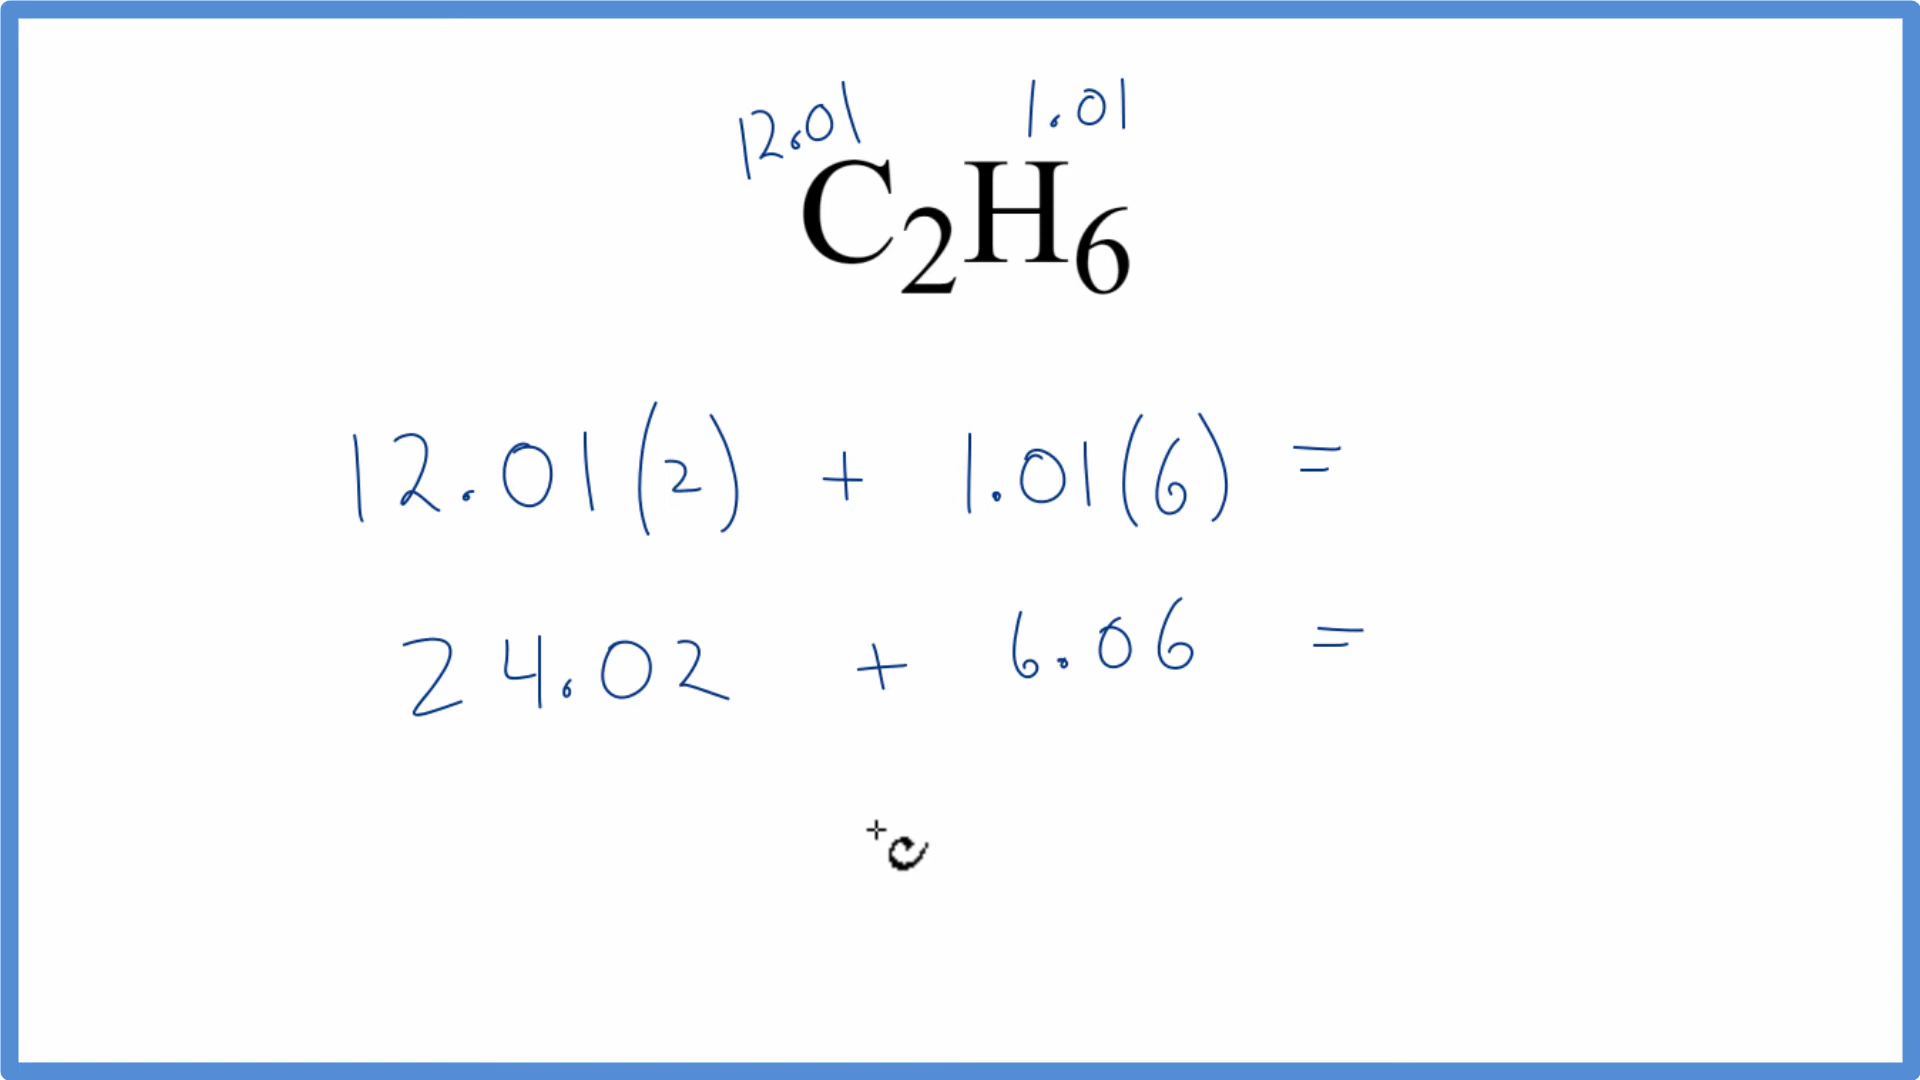 12.01 1.01
C₂H₆
12.01(2) + 1.01(6) =
24.02 + 6.06 =